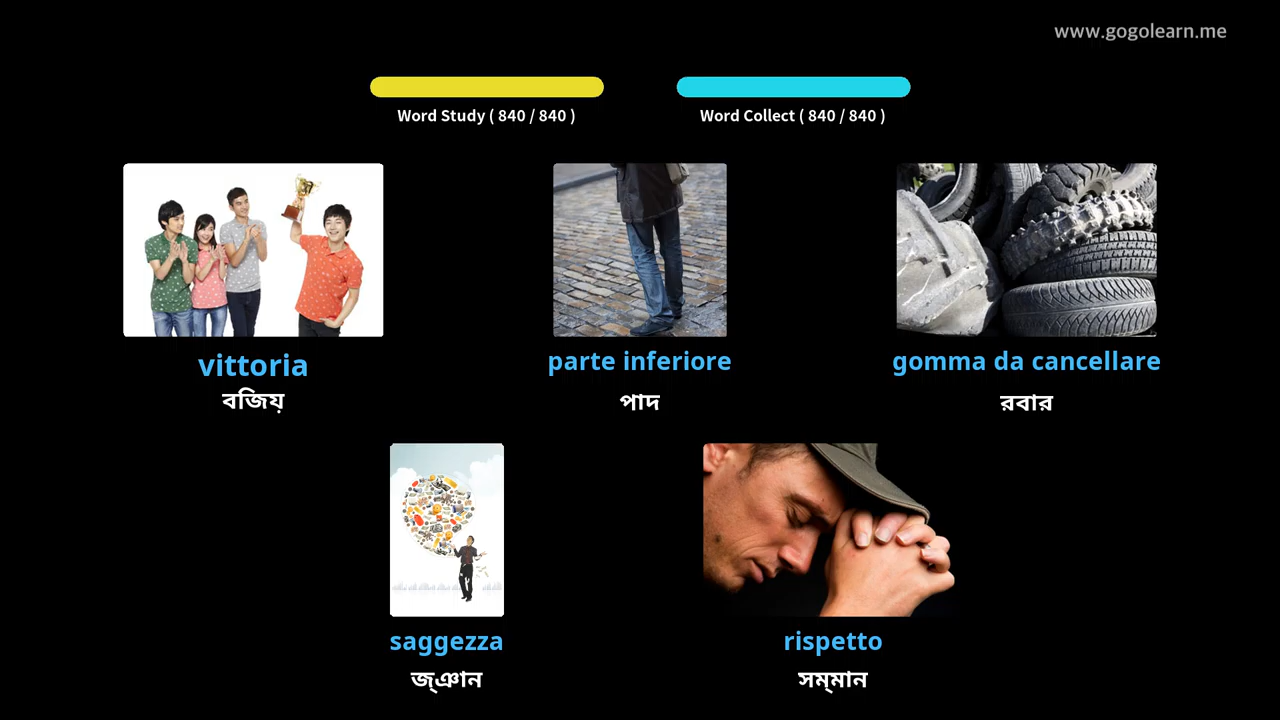 www.gogolearn.me
Word Study ( 840 / 840 )
Word Collect ( 840 / 840 )
vittoria
বজিয়
parte inferiore
পাদ
gomma da cancellare
রবার
saggezza
জ্ঞান
rispetto
সম্মান